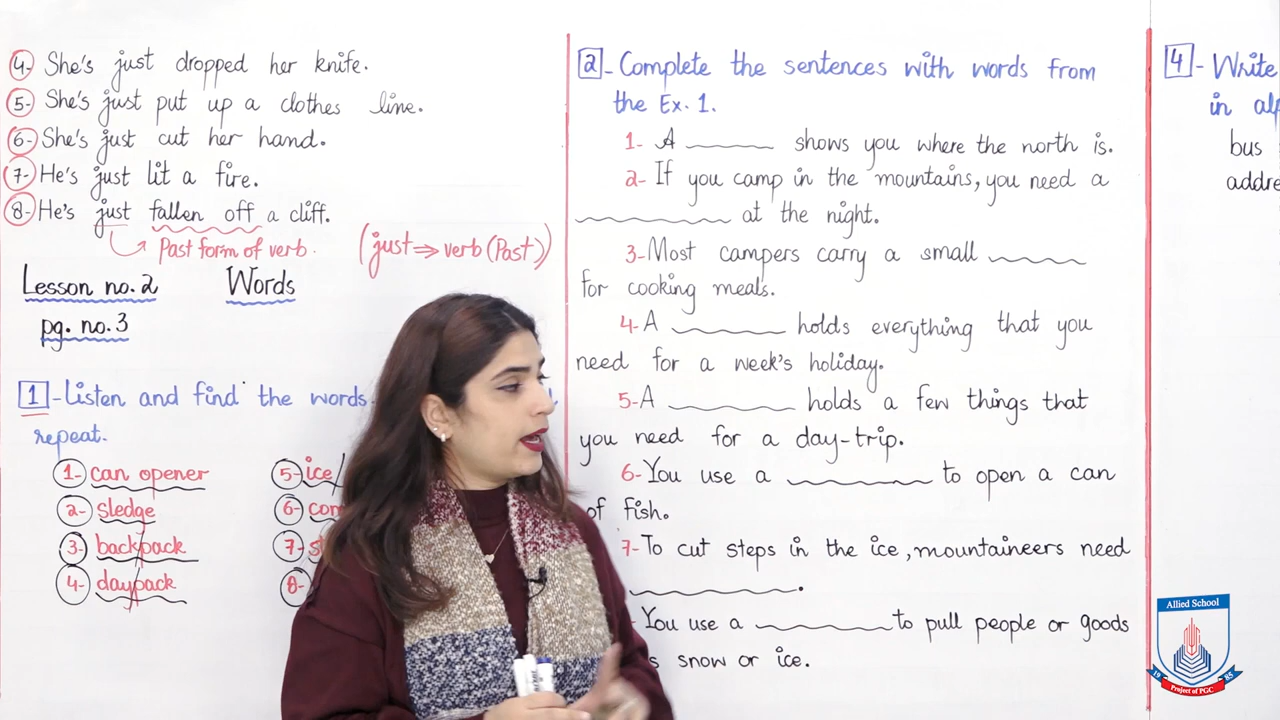 4- She's just dropped her knife.
5- She's just put up a clothes line.
6- She's just cut her hand.
7- He's just lit a fire.
8- He's just fallen off a cliff.
Past form of verb.
(just ⇒ verb (Past))
Lesson no. 2
Words
pg. no. 3
1 - Listen and find the words.
repeat.
1- can opener
2- sledge
3- backpack
4- daypack
5- ice
6-
7-
8-
2 - Complete the sentences with words from
the Ex. 1.
1- A ______ shows you where the north is.
2- If you camp in the mountains, you need a
______ at the night.
3- Most campers carry a small ______
for cooking meals.
4- A ______ holds everything that you
need for a week's holiday.
5- A ______ holds a few things that
you need for a day-trip.
6- You use a ______ to open a can
of fish.
7- To cut steps in the ice, mountaineers need
______.
You use a ______ to pull people or goods
snow or ice.
4 - Write
in
bus
Allied School
19 85
Project of PGC